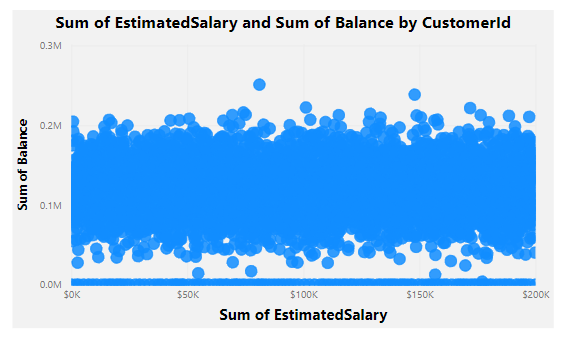 Sum of EstimatedSalary and Sum of Balance by CustomerId
0.3M
0.2M
0.1M
0.0M
Sum of Balance
$0K $50K $100K $150K $200K
Sum of EstimatedSalary